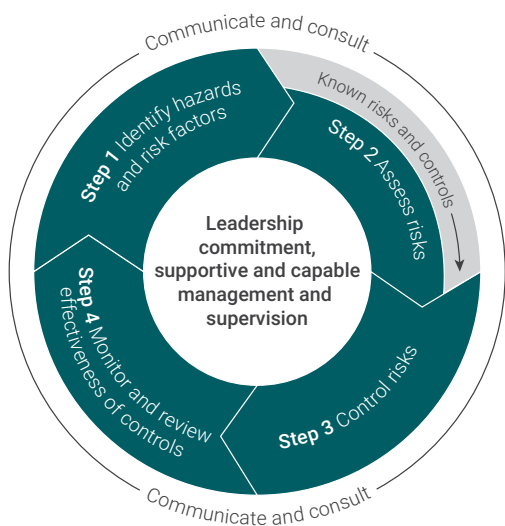 Communicate and consult
Step 1 Identify hazards
and risk factors
Known risks and controls
Step 2 Assess risks
Leadership
commitment,
supportive and capable
management and
supervision
Step 3 Control risks
Step 4 Monitor and review
effectiveness of controls
Communicate and consult